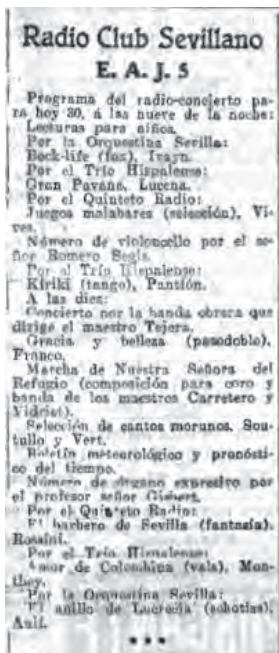 Radio Club Sevillano
E. A. J. 5
Programa del radio-concierto pa-
ra hoy 30, á las nueve de la noche:
Lecturas para niños.
Por la Orquestina Sevilla:
Bock-life (fox),
Por el Trío Hispalense:
Gran Pavana, Lucena.
Por el Quinteto Radio:
Juegos malabares (selección), Vi-
ves.
Número de violoncello por el se-
ñor Romero Segis.
Por el Trío Hispalense:
Kiriki (tango),
A las diez:
Concierto por la banda obrera que
dirige el maestro Tejera.
Gracia y belleza (pasodoble),
Franco.
Marcha de Nuestra Señora del
Refugio (composición para coro y
banda de los maestros Carretero y
Vidriet).
Selección de cantos morunos, Sou-
tullo y Vert.
Boletín meteorológico y pronósti-
co del tiempo.
Número de órgano expresivo por
el profesor señor
Por el Quinteto Radio:
El barbero de Sevilla (fantasía),
Rossini.
Por el Trío Hispalense:
Amor de Colombina (vals), Mon-
they.
Por la Orquestina Sevilla:
El anillo de Lucrecia (schotiss),
Aulí.
***